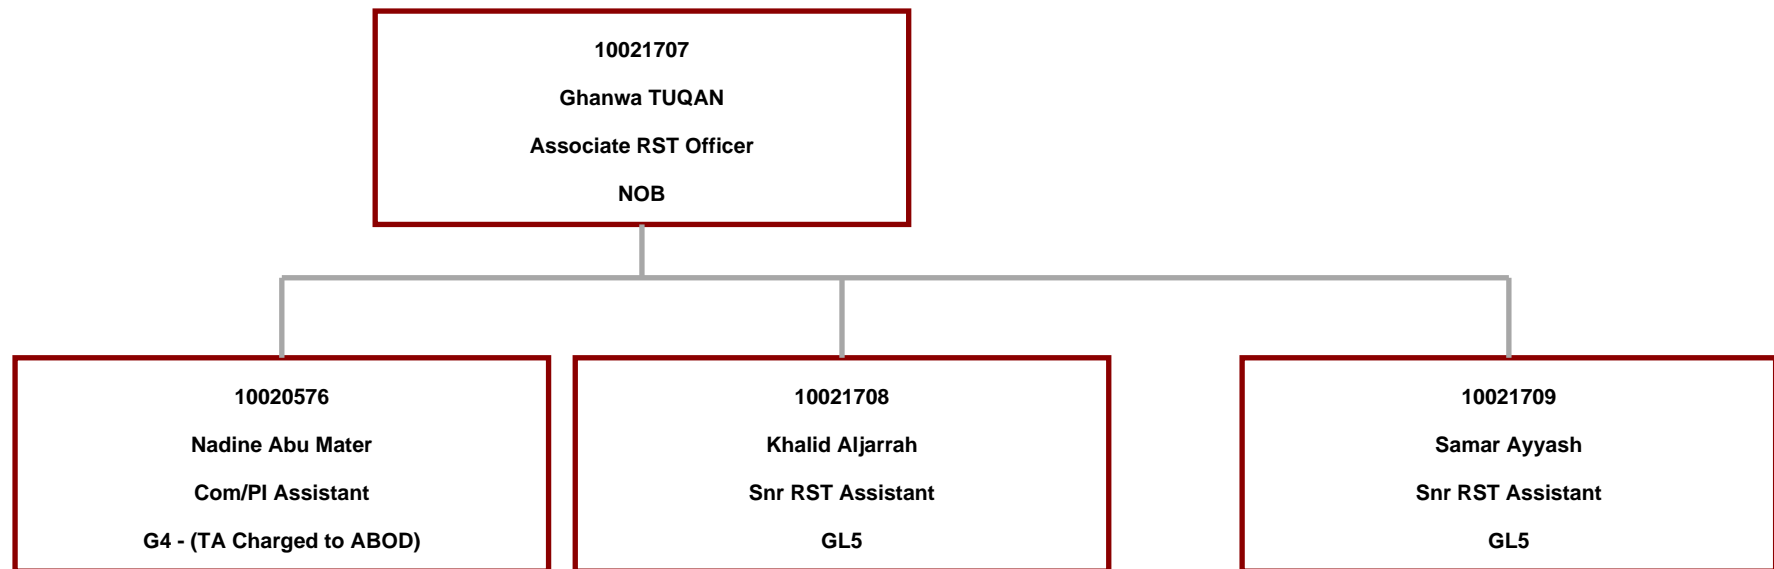 10021707
Ghanwa TUQAN
Associate RST Officer
NOB
10020576
Nadine Abu Mater
Com/PI Assistant
G4 - (TA Charged to ABOD)
10021708
Khalid Aljarrah
Snr RST Assistant
GL5
10021709
Samar Ayyash
Snr RST Assistant
GL5